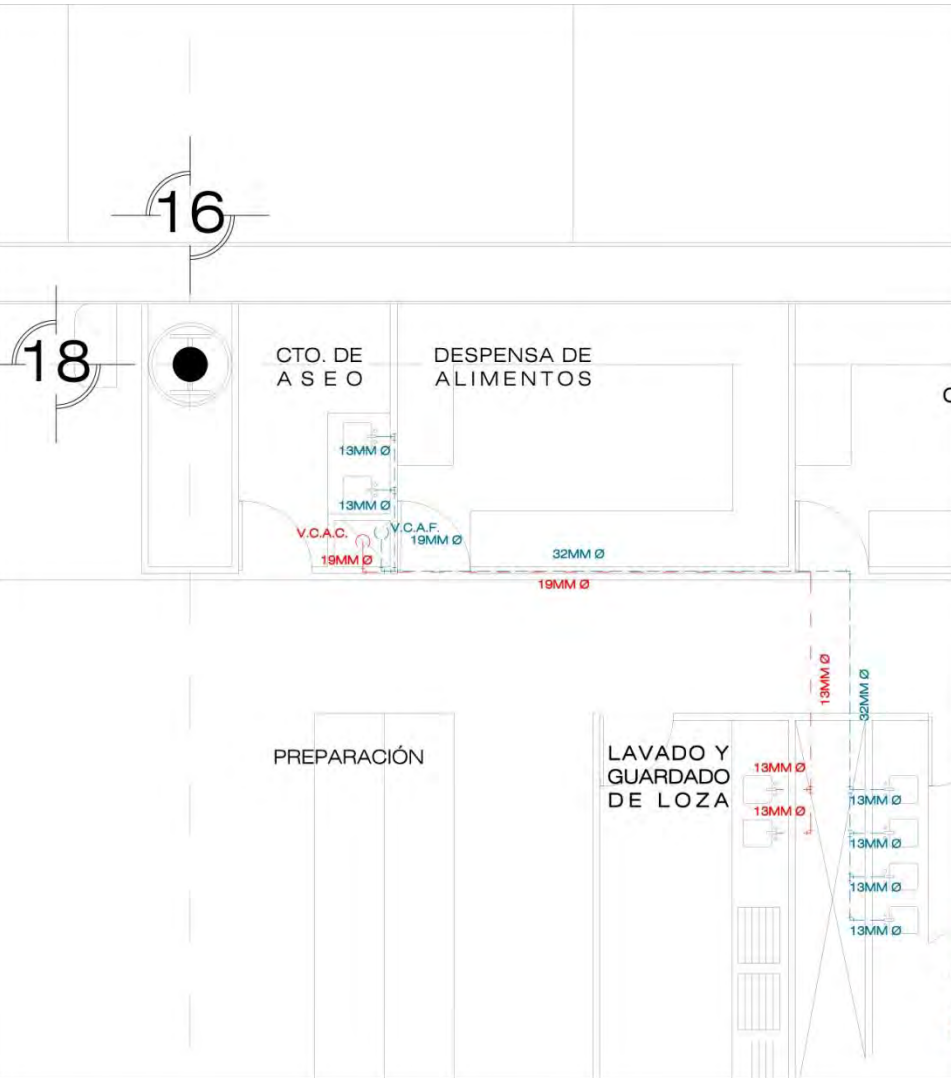 16
18
CTO. DE
ASEO
DESPENSA DE
ALIMENTOS
C
13MM Ø
13MM Ø
V.C.A.C.
V.C.A.F.
19MM Ø
19MM Ø
32MM Ø
19MM Ø
13MM Ø
32MM Ø
PREPARACIÓN
LAVADO Y
GUARDADO
DE LOZA
13MM Ø
13MM Ø
13MM Ø
13MM Ø
13MM Ø
13MM Ø